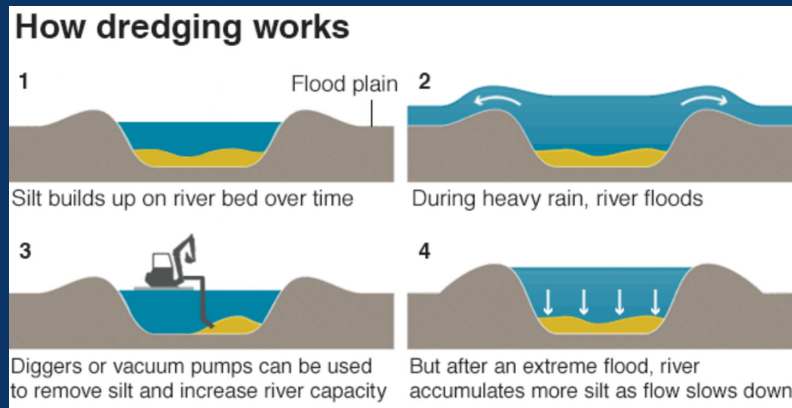 How dredging works
1
Flood plain
Silt builds up on river bed over time
2
During heavy rain, river floods
3
Diggers or vacuum pumps can be used
to remove silt and increase river capacity
4
But after an extreme flood, river
accumulates more silt as flow slows down